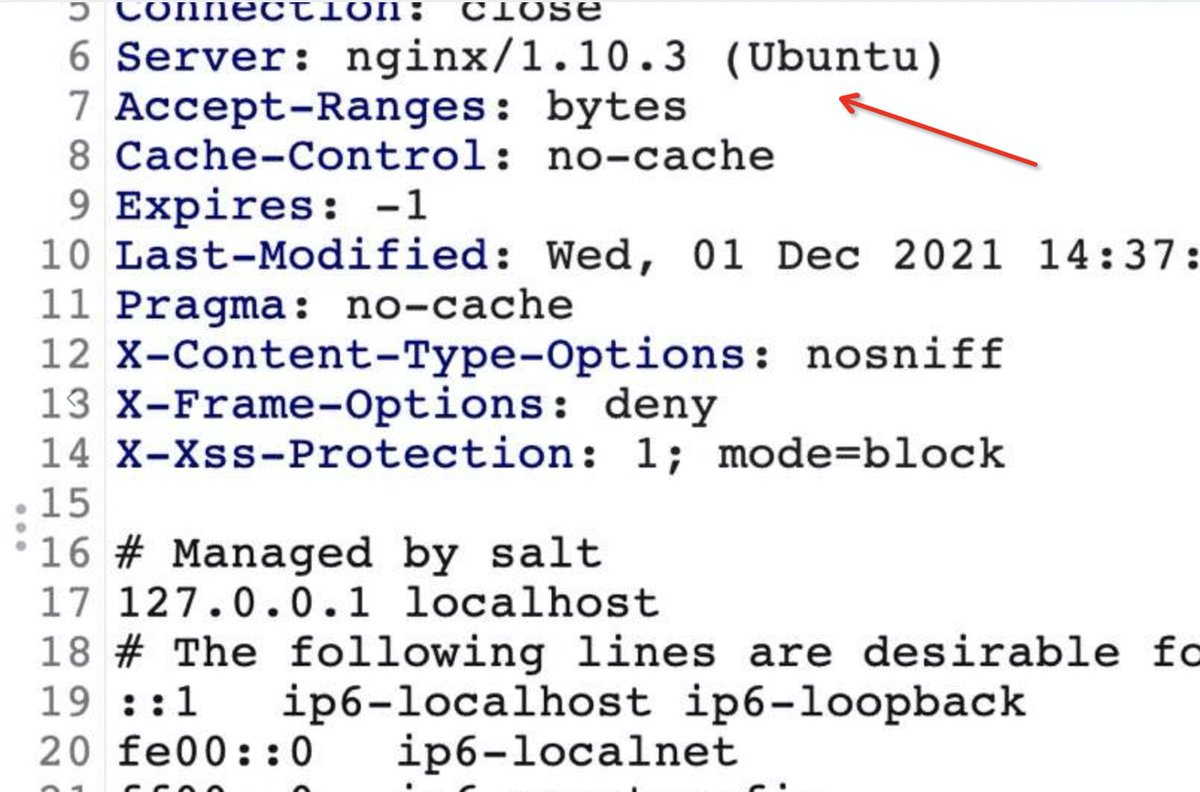 5 Connection: close
6 Server: nginx/1.10.3 (Ubuntu)
7 Accept-Ranges: bytes
8 Cache-Control: no-cache
9 Expires: -1
10 Last-Modified: Wed, 01 Dec 2021 14:37:
11 Pragma: no-cache
12 X-Content-Type-Options: nosniff
13 X-Frame-Options: deny
14 X-Xss-Protection: 1; mode=block
15
16 # Managed by salt
17 127.0.0.1 localhost
18 # The following lines are desirable fo
19 ::1 ip6-localhost ip6-loopback
20 fe00::0 ip6-localnet